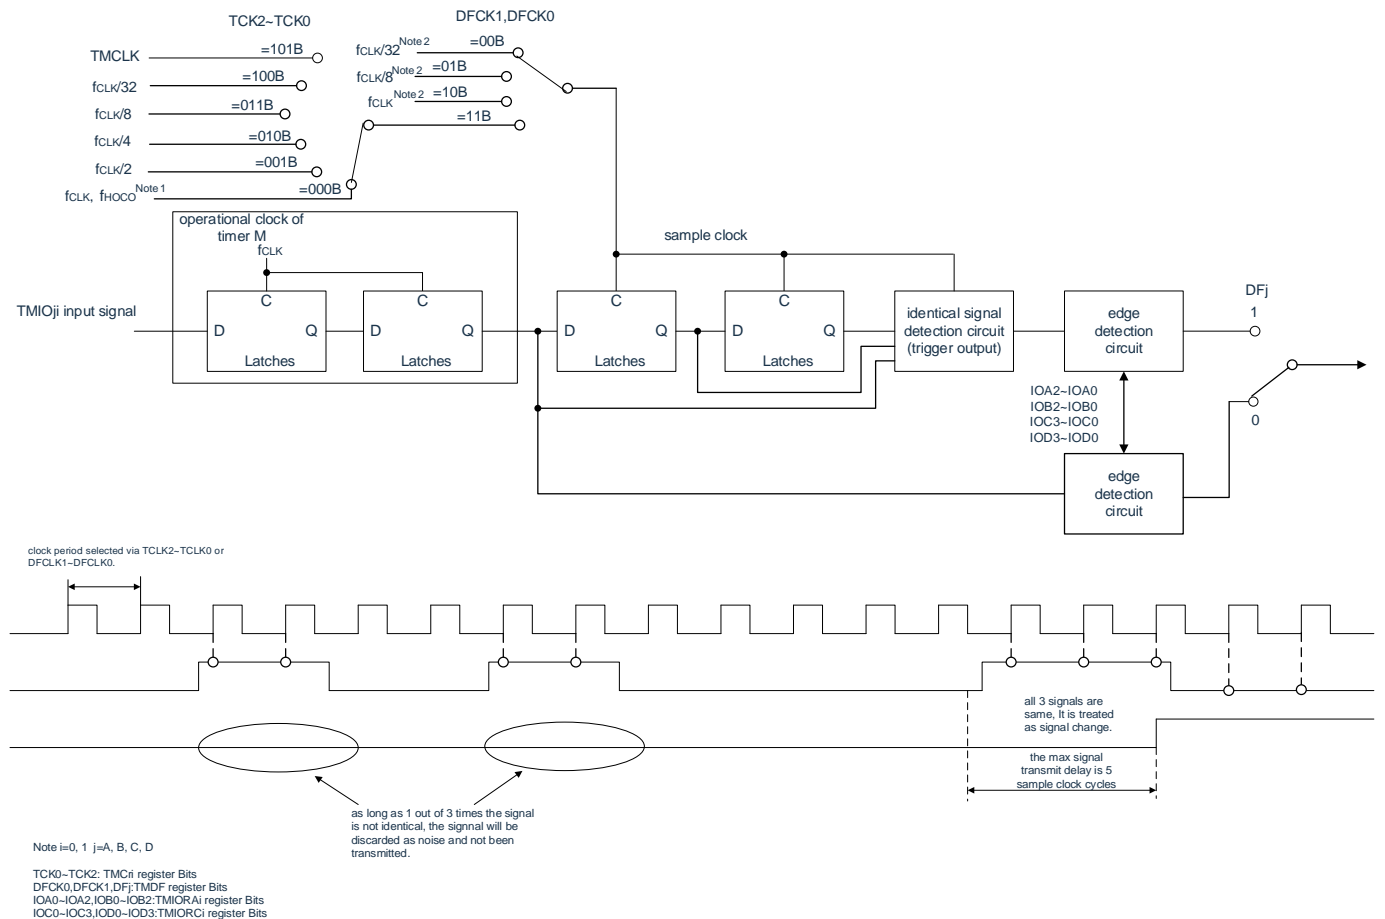 TCK2~TCK0
DFCK1,DFCK0
TMCLK
=101B
fCLK/32
=100B
fCLK/8
=011B
fCLK/4
=010B
fCLK/2
=001B
fCLK, fHOCO Note 1
=000B
fCLK/32 Note 2
=00B
fCLK/8 Note 2
=01B
fCLK Note 2
=10B
=11B
operational clock of
timer M
fCLK
sample clock
TMIOji input signal
C
D
Q
Latches
C
D
Q
Latches
C
D
Q
Latches
C
D
Q
Latches
identical signal
detection circuit
(trigger output)
edge
detection
circuit
DFj
1
0
IOA2~IOA0
IOB2~IOB0
IOC3~IOC0
IOD3~IOD0
edge
detection
circuit
clock period selected via TCLK2~TCLK0 or
DFCLK1~DFCLK0.
all 3 signals are
same, It is treated
as signal change.
the max signal
transmit delay is 5
sample clock cycles
as long as 1 out of 3 times the signal
is not identical, the signnal will be
discarded as noise and not been
transmitted.
Note i=0, 1 j=A, B, C, D
TCK0~TCK2: TMCri register Bits
DFCK0,DFCK1,DFj:TMDF register Bits
IOA0~IOA2,IOB0~IOB2:TMIORAi register Bits
IOC0~IOC3,IOD0~IOD3:TMIORCi register Bits